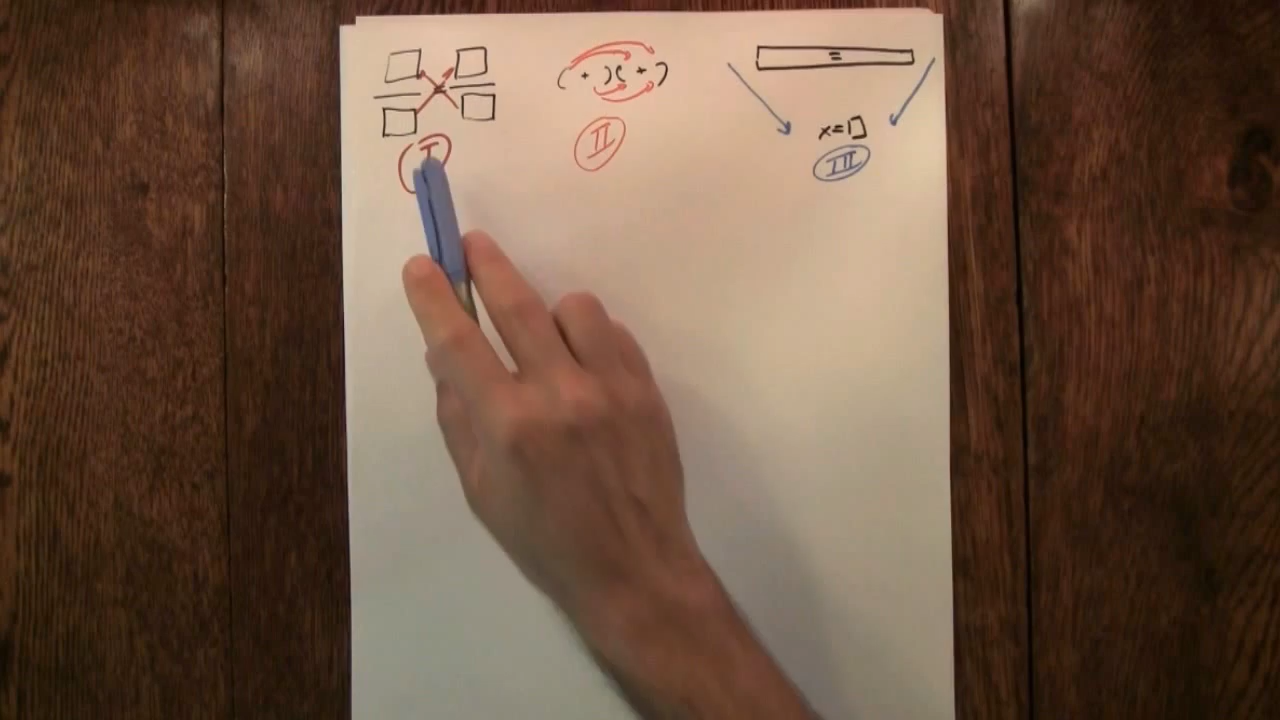 □/□ = □/□
( + )( + )
=
x=□
I
II
III